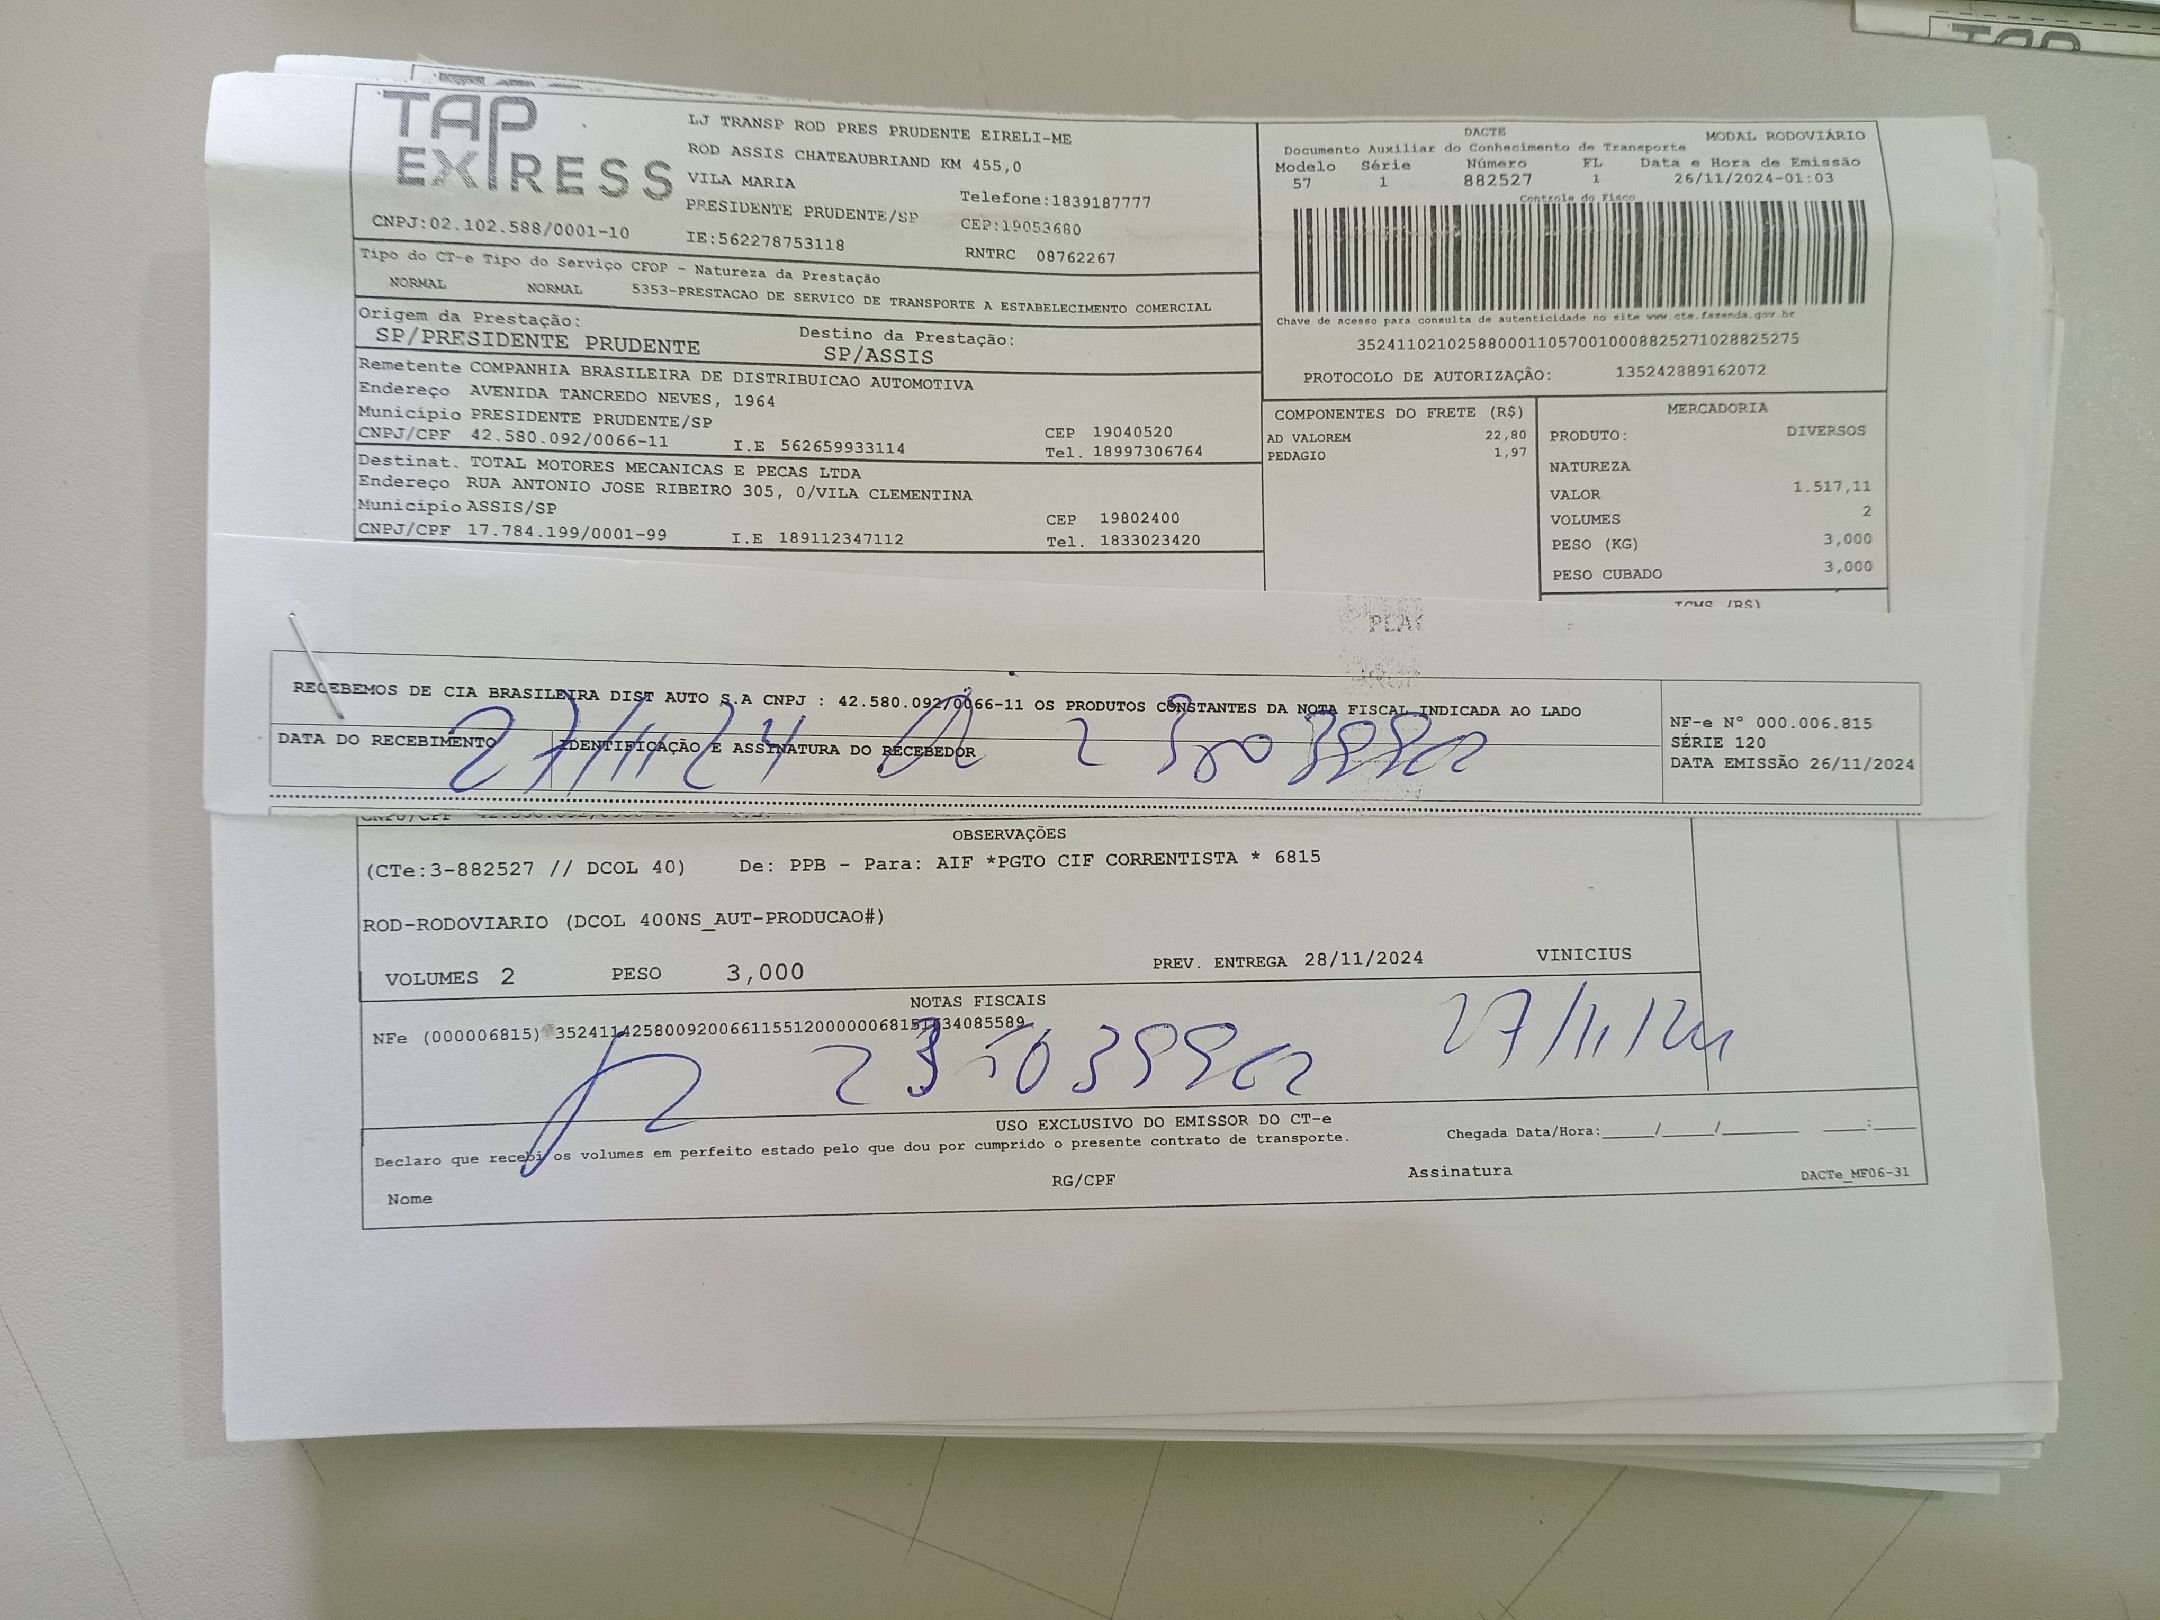 TAP
EXPRESS
CNPJ:02.102.588/0001-10
LJ TRANSP ROD PRES PRUDENTE EIRELI-ME
ROD ASSIS CHATEAUBRIAND KM 455,0
VILA MARIA
Telefone:1839187777
PRESIDENTE PRUDENTE/SP CEP:19053680
IE:562278753118 RNTRC 08762267
DACTE MODAL RODOVIÁRIO
Documento Auxiliar do Conhecimento de Transporte
Modelo Série Número FL Data e Hora de Emissão
57 1 882527 1 26/11/2024-01:03
Controle do Fisco
Chave de acesso para consulta de autenticidade no site www.cte.fazenda.gov.br
35241102102588000110570010008825271028825275
PROTOCOLO DE AUTORIZAÇÃO: 135242889162072
Tipo do CT-e Tipo do Serviço CFOP - Natureza da Prestação
NORMAL NORMAL 5353-PRESTACAO DE SERVICO DE TRANSPORTE A ESTABELECIMENTO COMERCIAL
Origem da Prestação: Destino da Prestação:
SP/PRESIDENTE PRUDENTE SP/ASSIS
Remetente COMPANHIA BRASILEIRA DE DISTRIBUICAO AUTOMOTIVA
Endereço AVENIDA TANCREDO NEVES, 1964
Município PRESIDENTE PRUDENTE/SP CEP 19040520
CNPJ/CPF 42.580.092/0066-11 I.E 562659933114 Tel. 18997306764
Destinat. TOTAL MOTORES MECANICAS E PECAS LTDA
Endereço RUA ANTONIO JOSE RIBEIRO 305, 0/VILA CLEMENTINA
Município ASSIS/SP CEP 19802400
CNPJ/CPF 17.784.199/0001-99 I.E 189112347112 Tel. 1833023420
COMPONENTES DO FRETE (R$)
AD VALOREM 22,80
PEDAGIO 1,97
MERCADORIA
PRODUTO: DIVERSOS
NATUREZA
VALOR 1.517,11
VOLUMES 2
PESO (KG) 3,000
PESO CUBADO 3,000
ICMS (R$)
RECEBEMOS DE CIA BRASILEIRA DIST AUTO S.A CNPJ : 42.580.092/0066-11 OS PRODUTOS CONSTANTES DA NOTA FISCAL INDICADA AO LADO
DATA DO RECEBIMENTO IDENTIFICAÇÃO E ASSINATURA DO RECEBEDOR
27/11/24
NF-e N° 000.006.815
SÉRIE 120
DATA EMISSÃO 26/11/2024
OBSERVAÇÕES
(CTe:3-882527 // DCOL 40) De: PPB - Para: AIF *PGTO CIF CORRENTISTA * 6815
ROD-RODOVIARIO (DCOL 400NS_AUT-PRODUCAO#)
VOLUMES 2 PESO 3,000 PREV. ENTREGA 28/11/2024 VINICIUS
NOTAS FISCAIS
NFe (000006815)
27/11/24
USO EXCLUSIVO DO EMISSOR DO CT-e
Declaro que recebi os volumes em perfeito estado pelo que dou por cumprido o presente contrato de transporte.
Chegada Data/Hora:_____/_____/_______ ____:____
Nome RG/CPF Assinatura DACTe_MF06-31